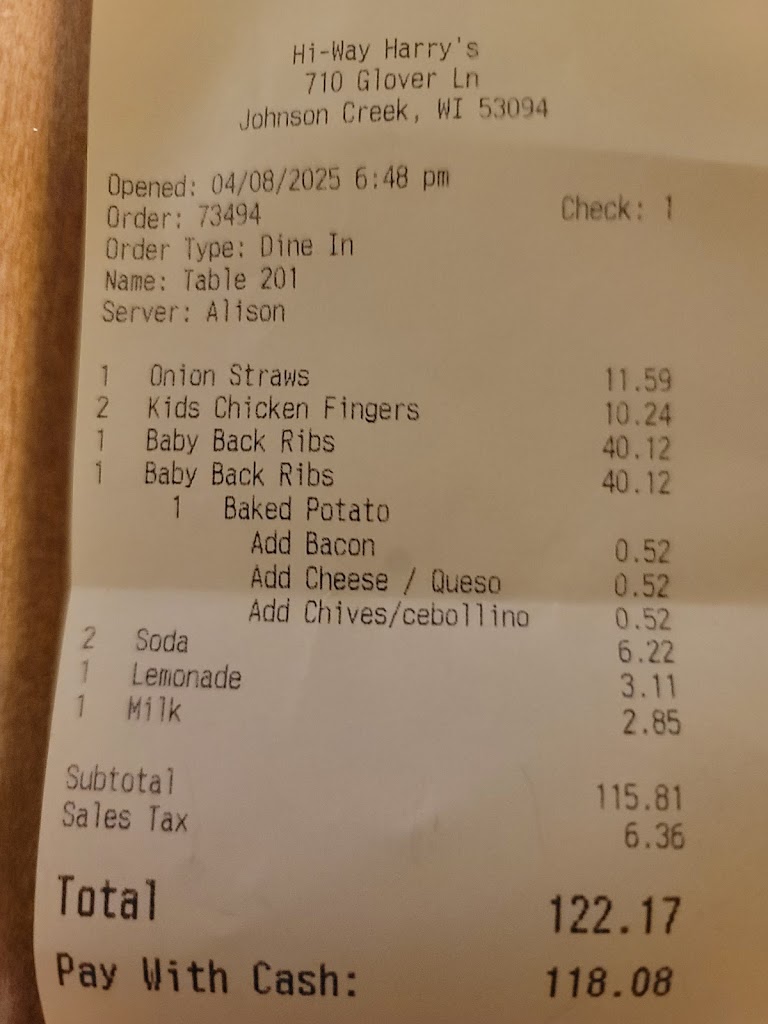 Hi-Way Harry's
710 Glover Ln
Johnson Creek, WI 53094
Opened: 04/08/2025 6:48 pm
Order: 73494 Check: 1
Order Type: Dine In
Name: Table 201
Server: Alison
1 Onion Straws 11.59
2 Kids Chicken Fingers 10.24
1 Baby Back Ribs 40.12
1 Baby Back Ribs 40.12
1 Baked Potato
Add Bacon 0.52
Add Cheese / Queso 0.52
Add Chives/cebollino 0.52
2 Soda 6.22
1 Lemonade 3.11
1 Milk 2.85
Subtotal 115.81
Sales Tax 6.36
Total 122.17
Pay With Cash: 118.08